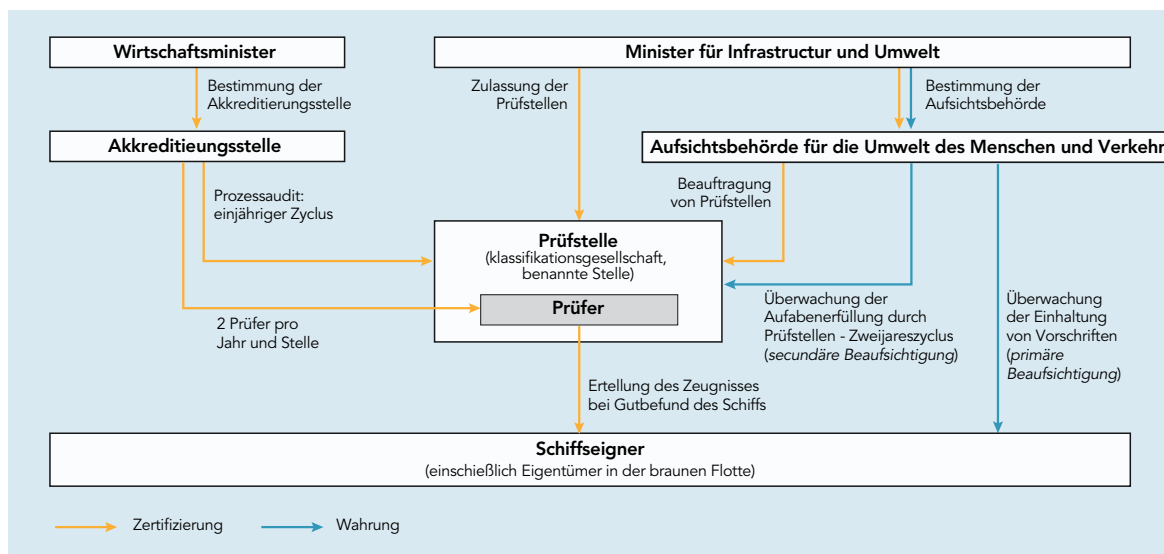 Wirtschaftsminister
Minister für Infrastructur und Umwelt
Bestimmung der
Akkreditierungsstelle
Zulassung der
Prüfstellen
Bestimmung der
Aufsichtsbehörde
Akkreditieungsstelle
Aufsichtsbehörde für die Umwelt des Menschen und Verkehr
Prozessaudit:
einjähriger Zyclus
Beauftragung
von Prüfstellen
Prüfstelle
(klassifikationsgesellschaft,
benannte Stelle)
Prüfer
2 Prüfer pro
Jahr und Stelle
Überwachung der
Aufabenerfüllung durch
Prüfstellen - Zweijareszyclus
(secundäre Beaufsichtigung)
Überwachung
der Einhaltung
von Vorschriften
(primäre
Beaufsichtigung)
Ertellung des Zeugnisses
bei Gutbefund des Schiffs
Schiffseigner
(einschießlich Eigentümer in der braunen Flotte)
Zertifizierung
Wahrung